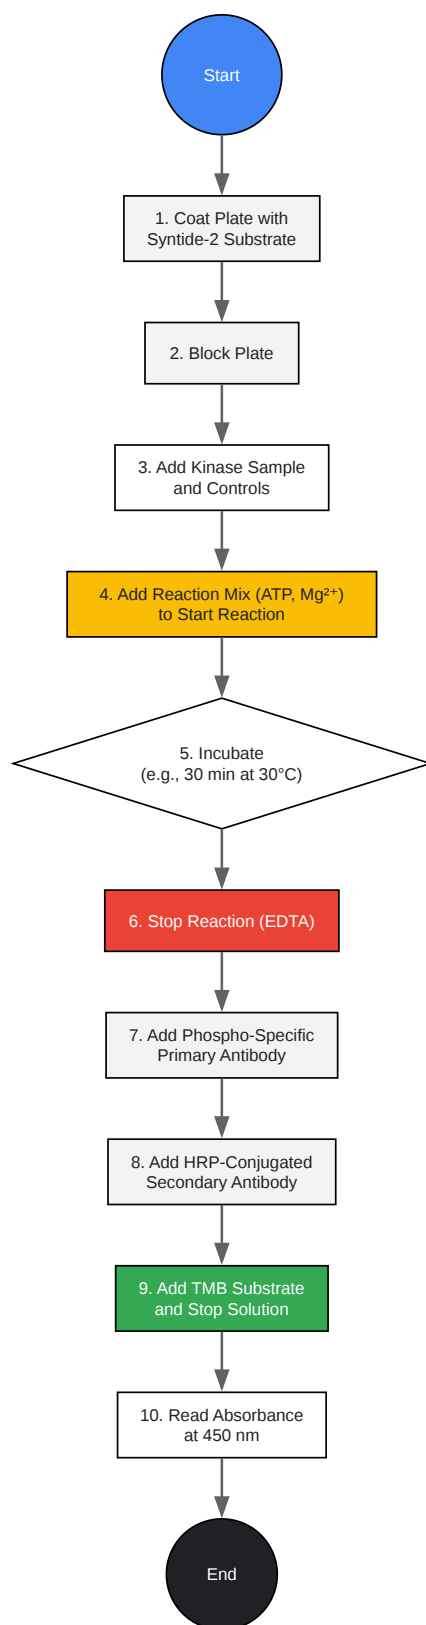 Start
1. Coat Plate with
Syntide-2 Substrate
2. Block Plate
3. Add Kinase Sample
and Controls
4. Add Reaction Mix (ATP, Mg²⁺)
to Start Reaction
5. Incubate
(e.g., 30 min at 30°C)
6. Stop Reaction (EDTA)
7. Add Phospho-Specific
Primary Antibody
8. Add HRP-Conjugated
Secondary Antibody
9. Add TMB Substrate
and Stop Solution
10. Read Absorbance
at 450 nm
End